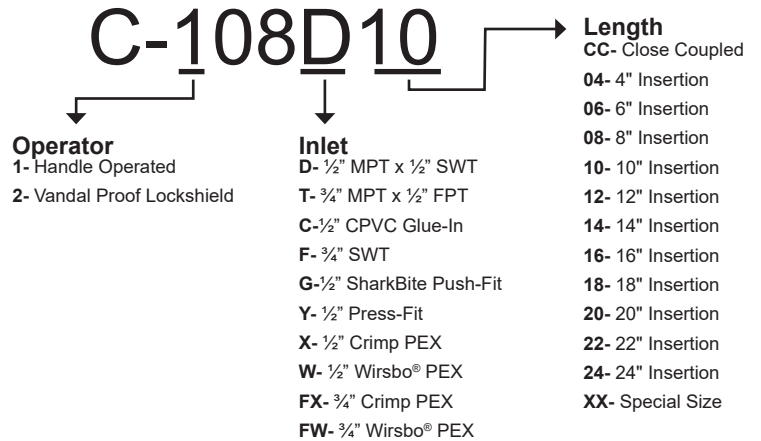 C-108D10
Operator
1- Handle Operated
2- Vandal Proof Lockshield
Inlet
D- ½” MPT x ½” SWT
T- ¾” MPT x ½” FPT
C-½” CPVC Glue-In
F- ¾” SWT
G-½” SharkBite Push-Fit
Y- ½” Press-Fit
X- ½” Crimp PEX
W- ½” Wirsbo® PEX
FX- ¾” Crimp PEX
FW- ¾” Wirsbo® PEX
Length
CC- Close Coupled
04- 4" Insertion
06- 6" Insertion
08- 8" Insertion
10- 10" Insertion
12- 12" Insertion
14- 14" Insertion
16- 16" Insertion
18- 18" Insertion
20- 20" Insertion
22- 22" Insertion
24- 24" Insertion
XX- Special Size